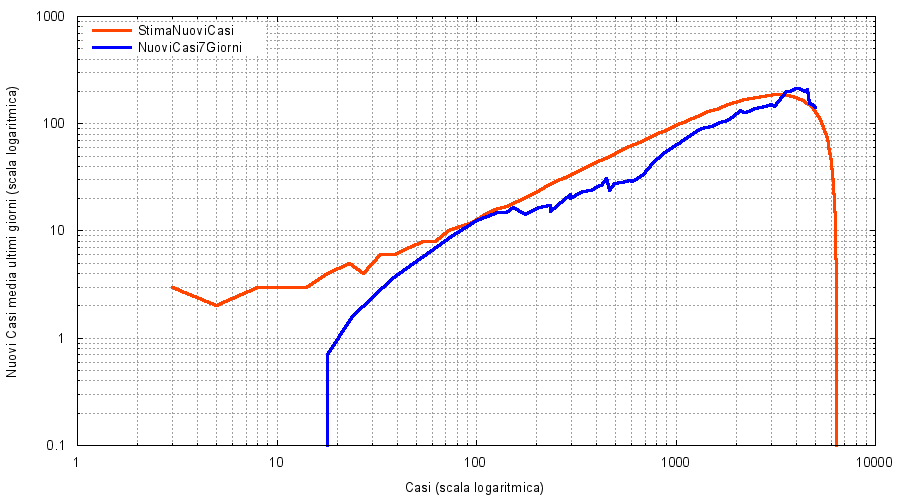 1000
StimaNuoviCasi
NuoviCasi7Giorni
100
10
1
0.1
Nuovi Casi media ultimi giorni (scala logaritmica)
1 10 100 1000 10000
Casi (scala logaritmica)